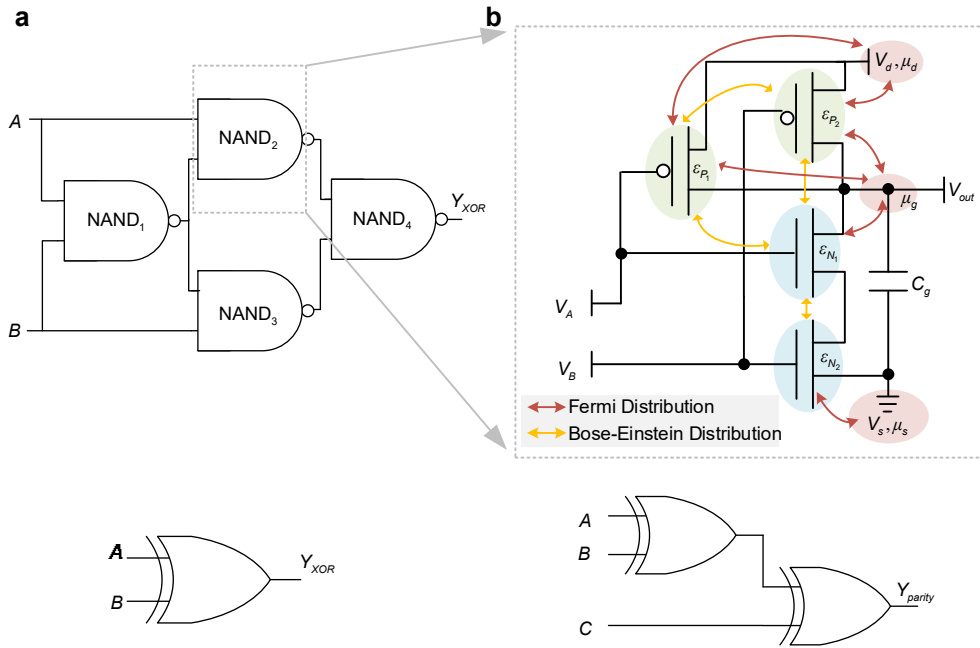 a
A
B
NAND1
NAND2
NAND3
NAND4
YXOR
b
Vd, μd
εP2
εP1
μg
Vout
εN1
Cg
VA
εN2
VB
Vs, μs
Fermi Distribution
Bose-Einstein Distribution
A
B
YXOR
A
B
C
Yparity